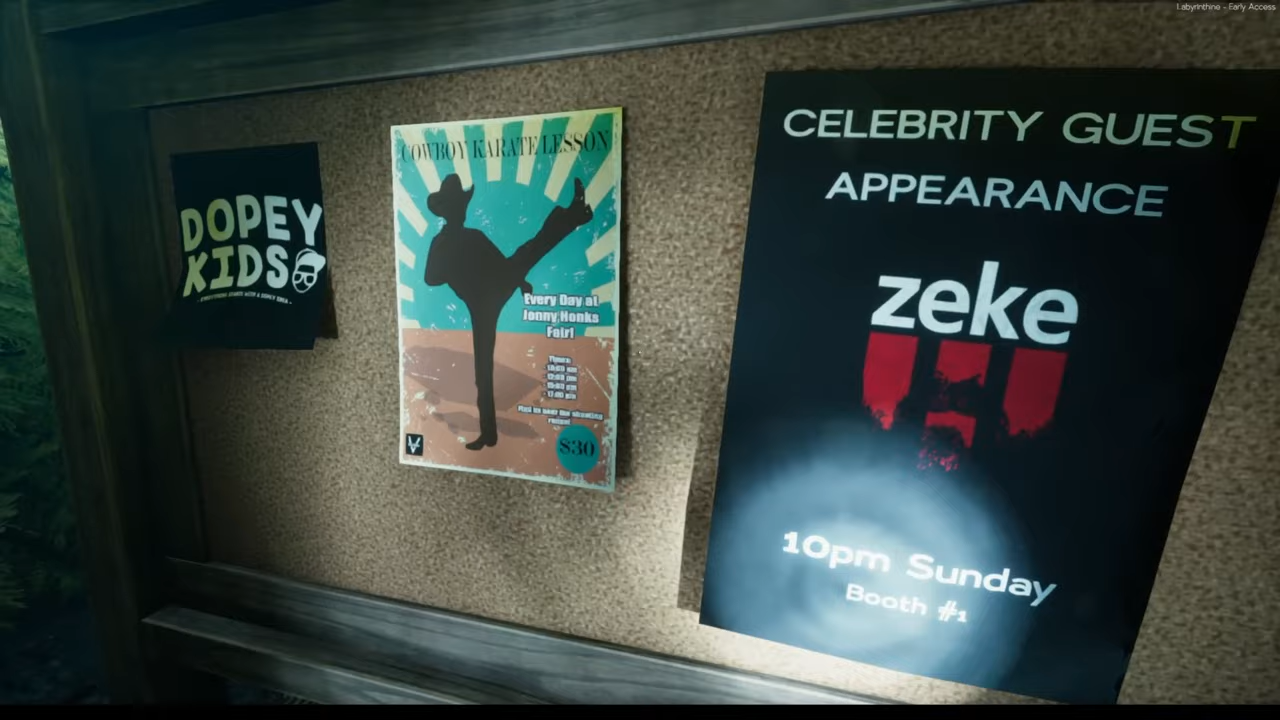 Labyrinthine - Early Access
DOPEY
KIDS
COWBOY KARATE LESSON
Every Day at
Jonny Honks
Fair!
Times:
$30
CELEBRITY GUEST
APPEARANCE
zeke
10pm Sunday
Booth #1